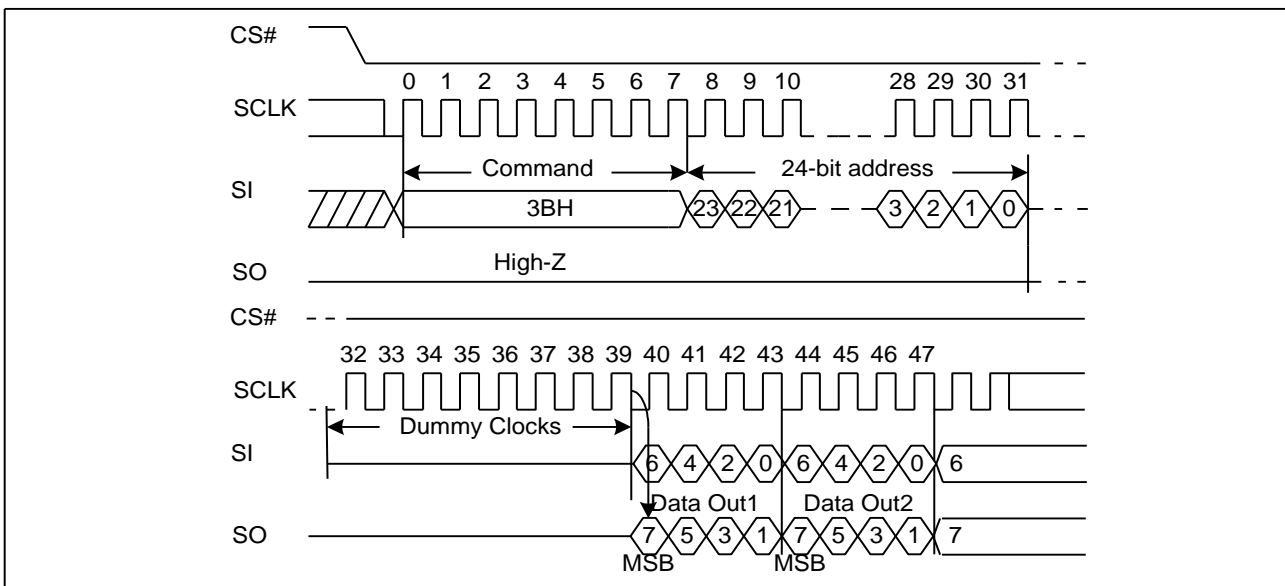 CS#
0 1 2 3 4 5 6 7 8 9 10 28 29 30 31
SCLK
Command 24-bit address
SI
3BH 23 22 21 3 2 1 0
High-Z
SO
CS#
32 33 34 35 36 37 38 39 40 41 42 43 44 45 46 47
SCLK
Dummy Clocks
SI
6 4 2 0 6 4 2 0 6
Data Out1 Data Out2
SO
7 5 3 1 7 5 3 1 7
MSB MSB